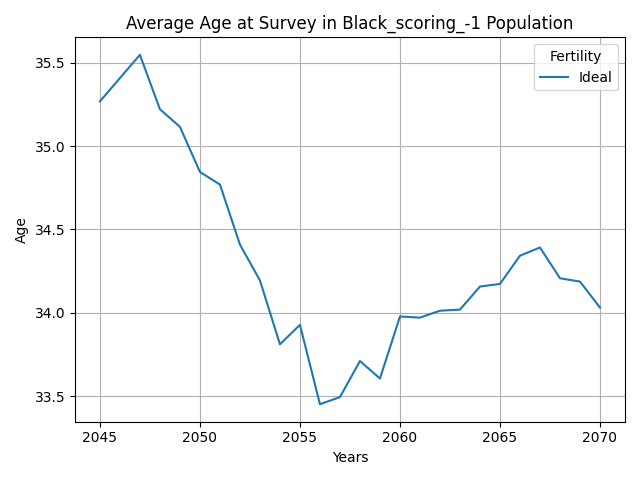 Average Age at Survey in Black_scoring_-1 Population
Fertility
Ideal
35.5
35.0
34.5
34.0
33.5
Age
2045 2050 2055 2060 2065 2070
Years